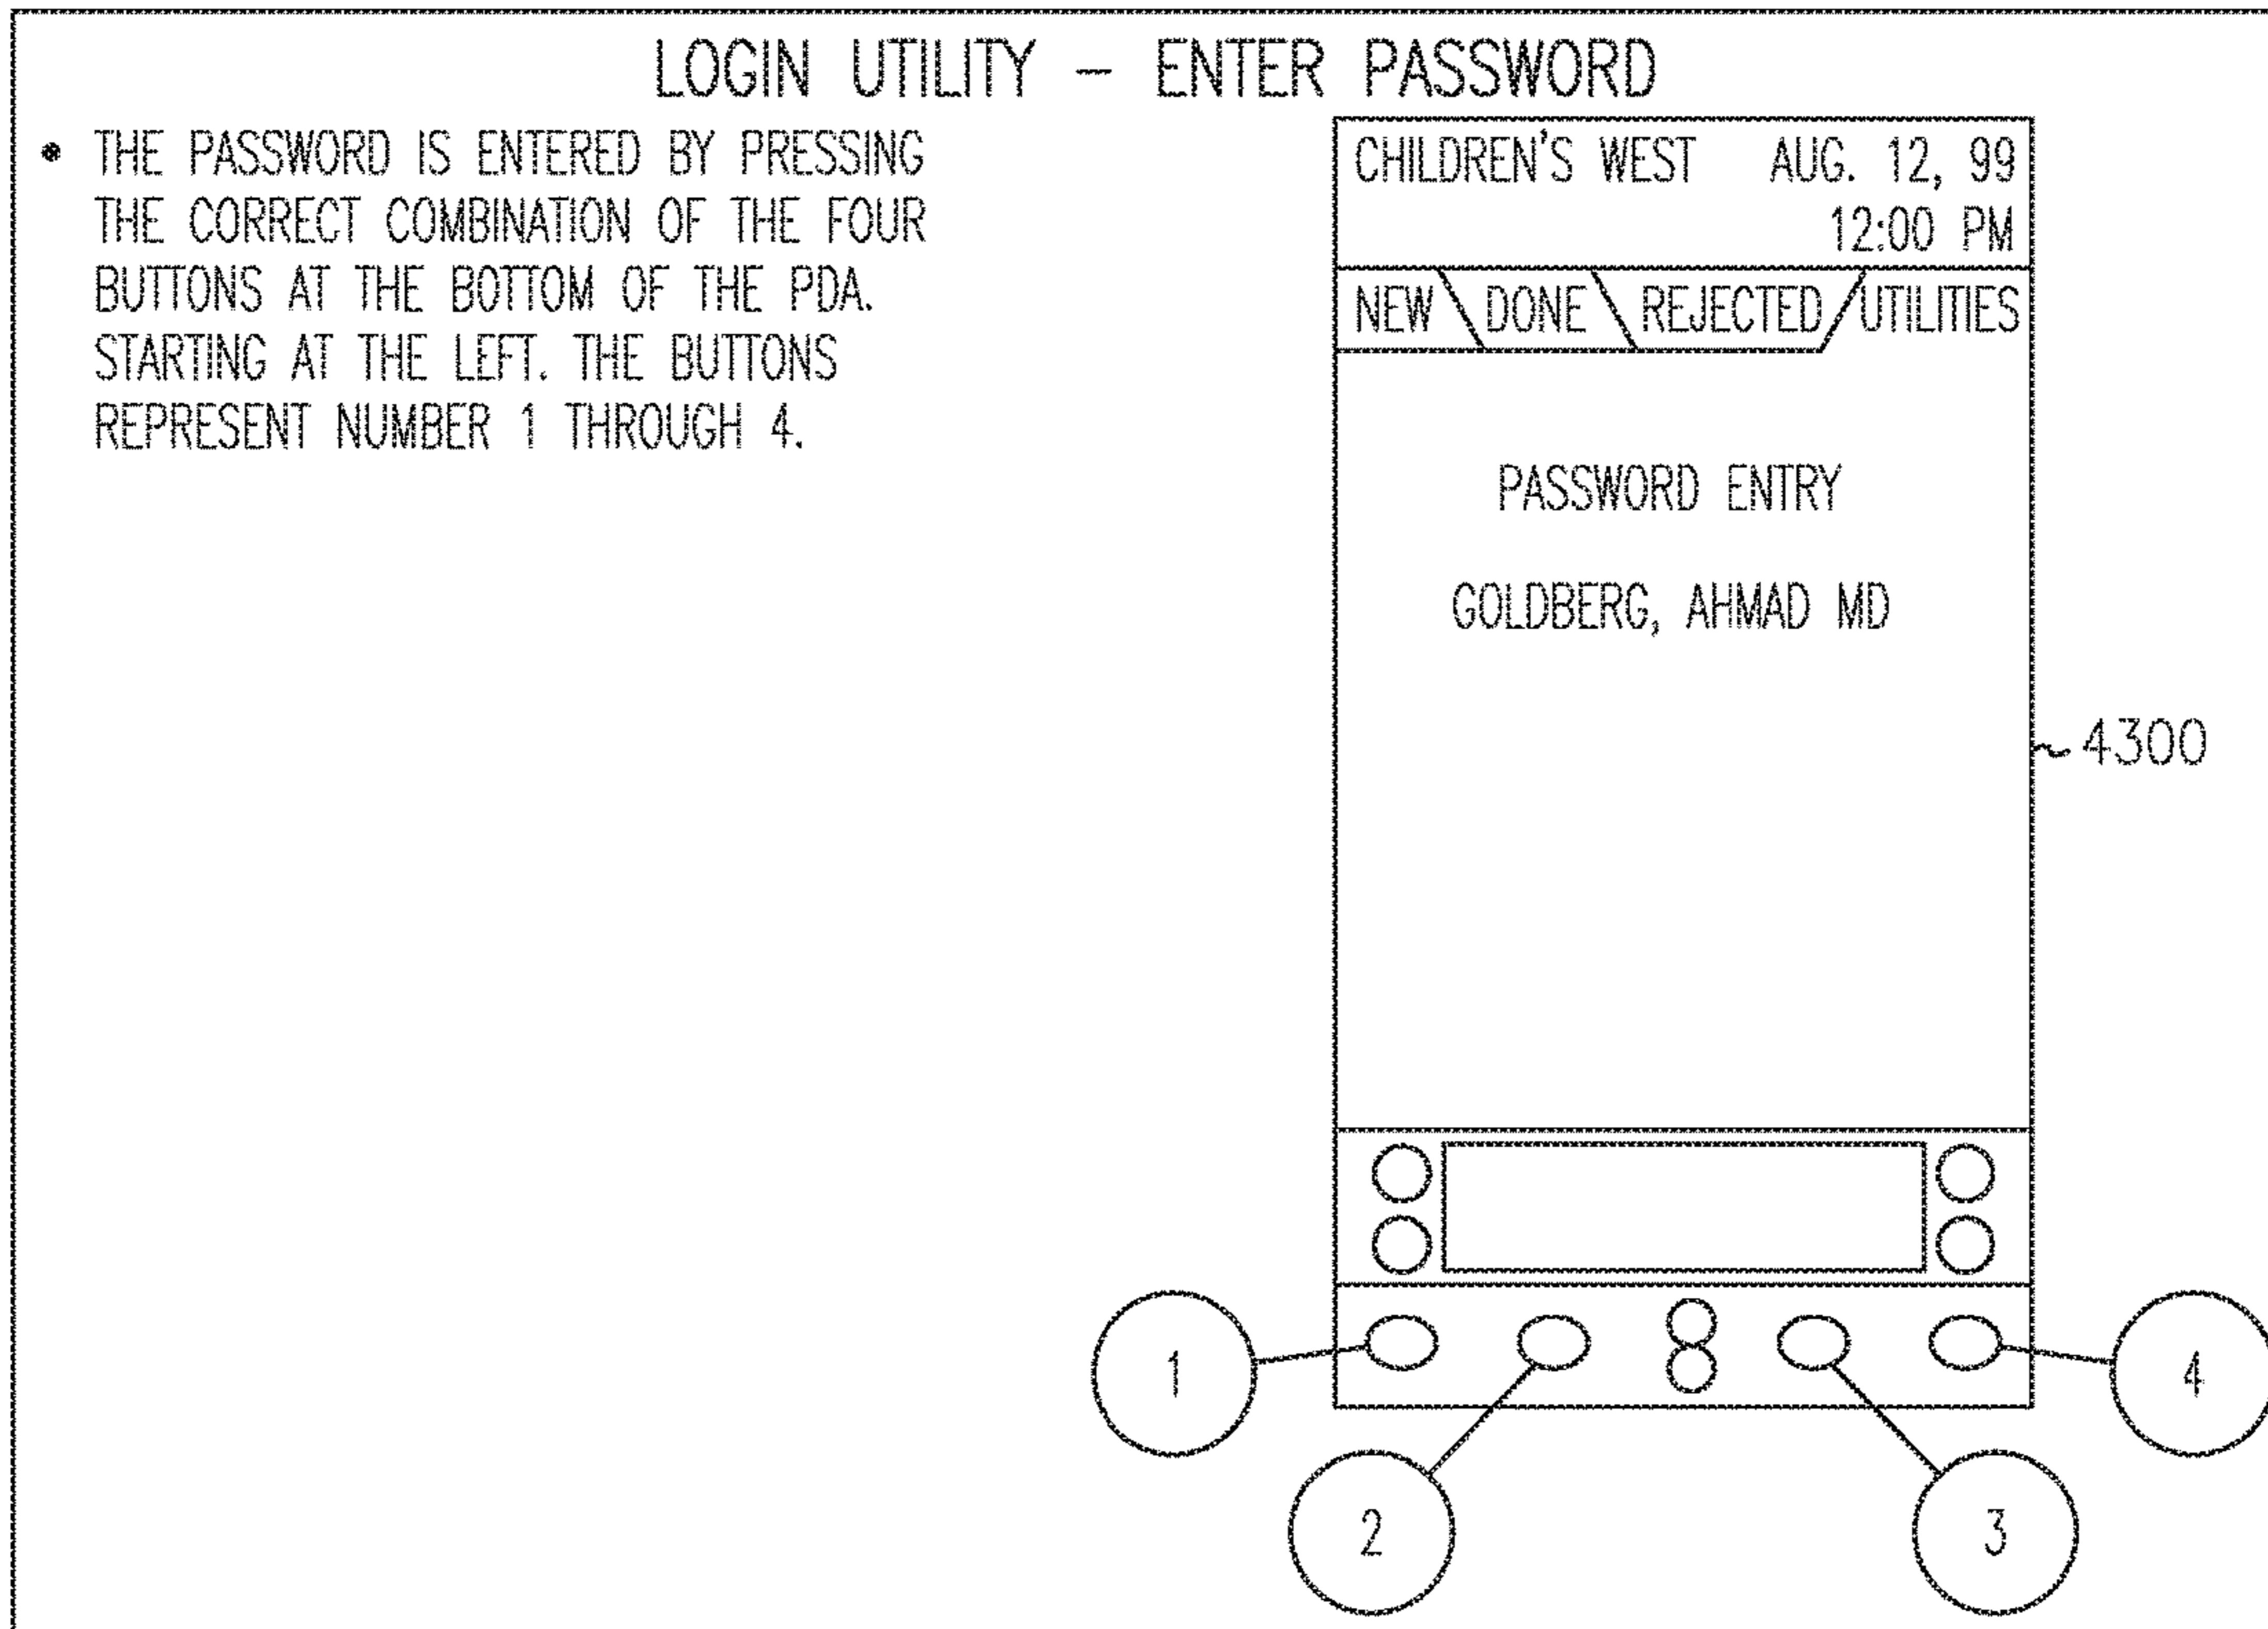 LOGIN UTILITY – ENTER PASSWORD
• THE PASSWORD IS ENTERED BY PRESSING
THE CORRECT COMBINATION OF THE FOUR
BUTTONS AT THE BOTTOM OF THE PDA.
STARTING AT THE LEFT. THE BUTTONS
REPRESENT NUMBER 1 THROUGH 4.
CHILDREN'S WEST AUG. 12, 99
12:00 PM
NEW DONE REJECTED UTILITIES
PASSWORD ENTRY
GOLDBERG, AHMAD MD
4300
1
4
2
3